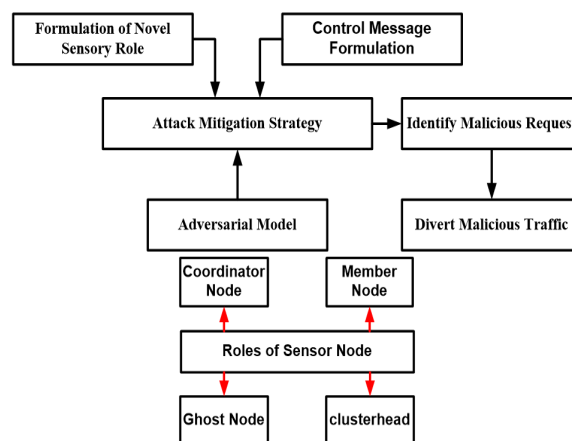 Formulation of Novel
Sensory Role
Control Message
Formulation
Attack Mitigation Strategy
Identify Malicious Request
Adversarial Model
Divert Malicious Traffic
Coordinator
Node
Member
Node
Roles of Sensor Node
Ghost Node
clusterhead